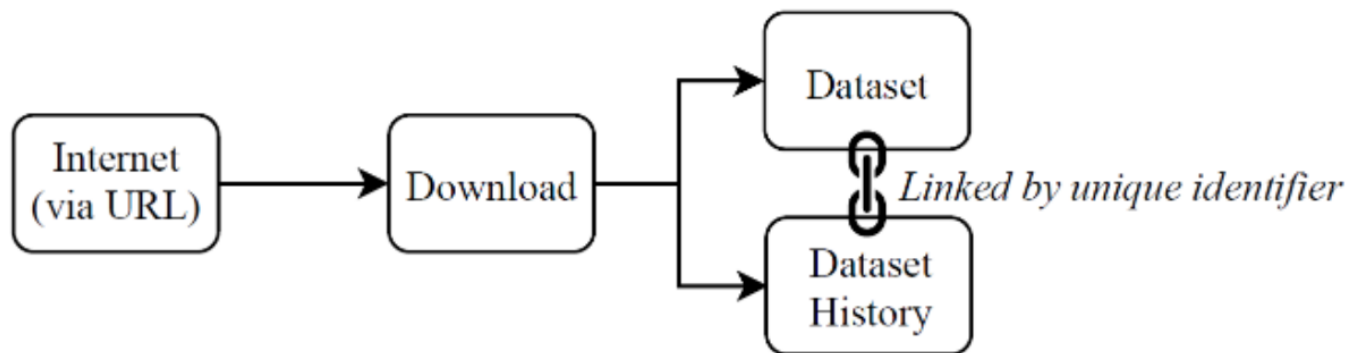 Internet
(via URL)
Download
Dataset
Linked by unique identifier
Dataset
History